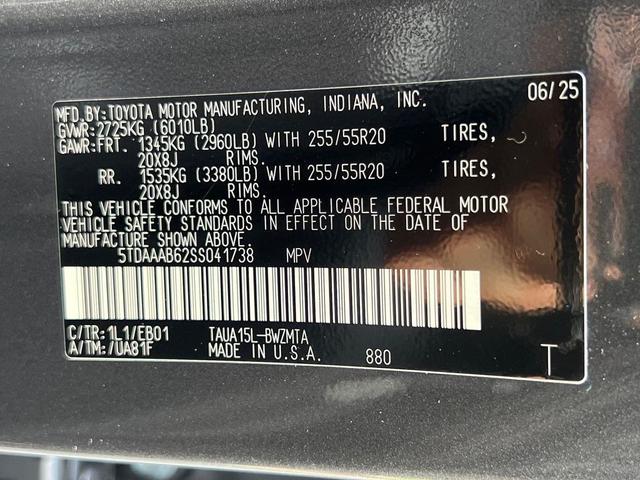 MFD.BY:TOYOTA MOTOR MANUFACTURING, INDIANA, INC. 06/25
GVWR:2725KG (6010LB)
GAWR:FRT. 1345KG (2960LB) WITH 255/55R20 TIRES,
20X8J RIMS.
RR. 1535KG (3380LB) WITH 255/55R20 TIRES,
20X8J RIMS.
THIS VEHICLE CONFORMS TO ALL APPLICABLE FEDERAL MOTOR
VEHICLE SAFETY STANDARDS IN EFFECT ON THE DATE OF
MANUFACTURE SHOWN ABOVE.
5TDAAAB62SS041738 MPV
C/TR:1L1/EB01 TAUA15L-BWZMTA
A/TM:/UA81F MADE IN U.S.A. 880 T